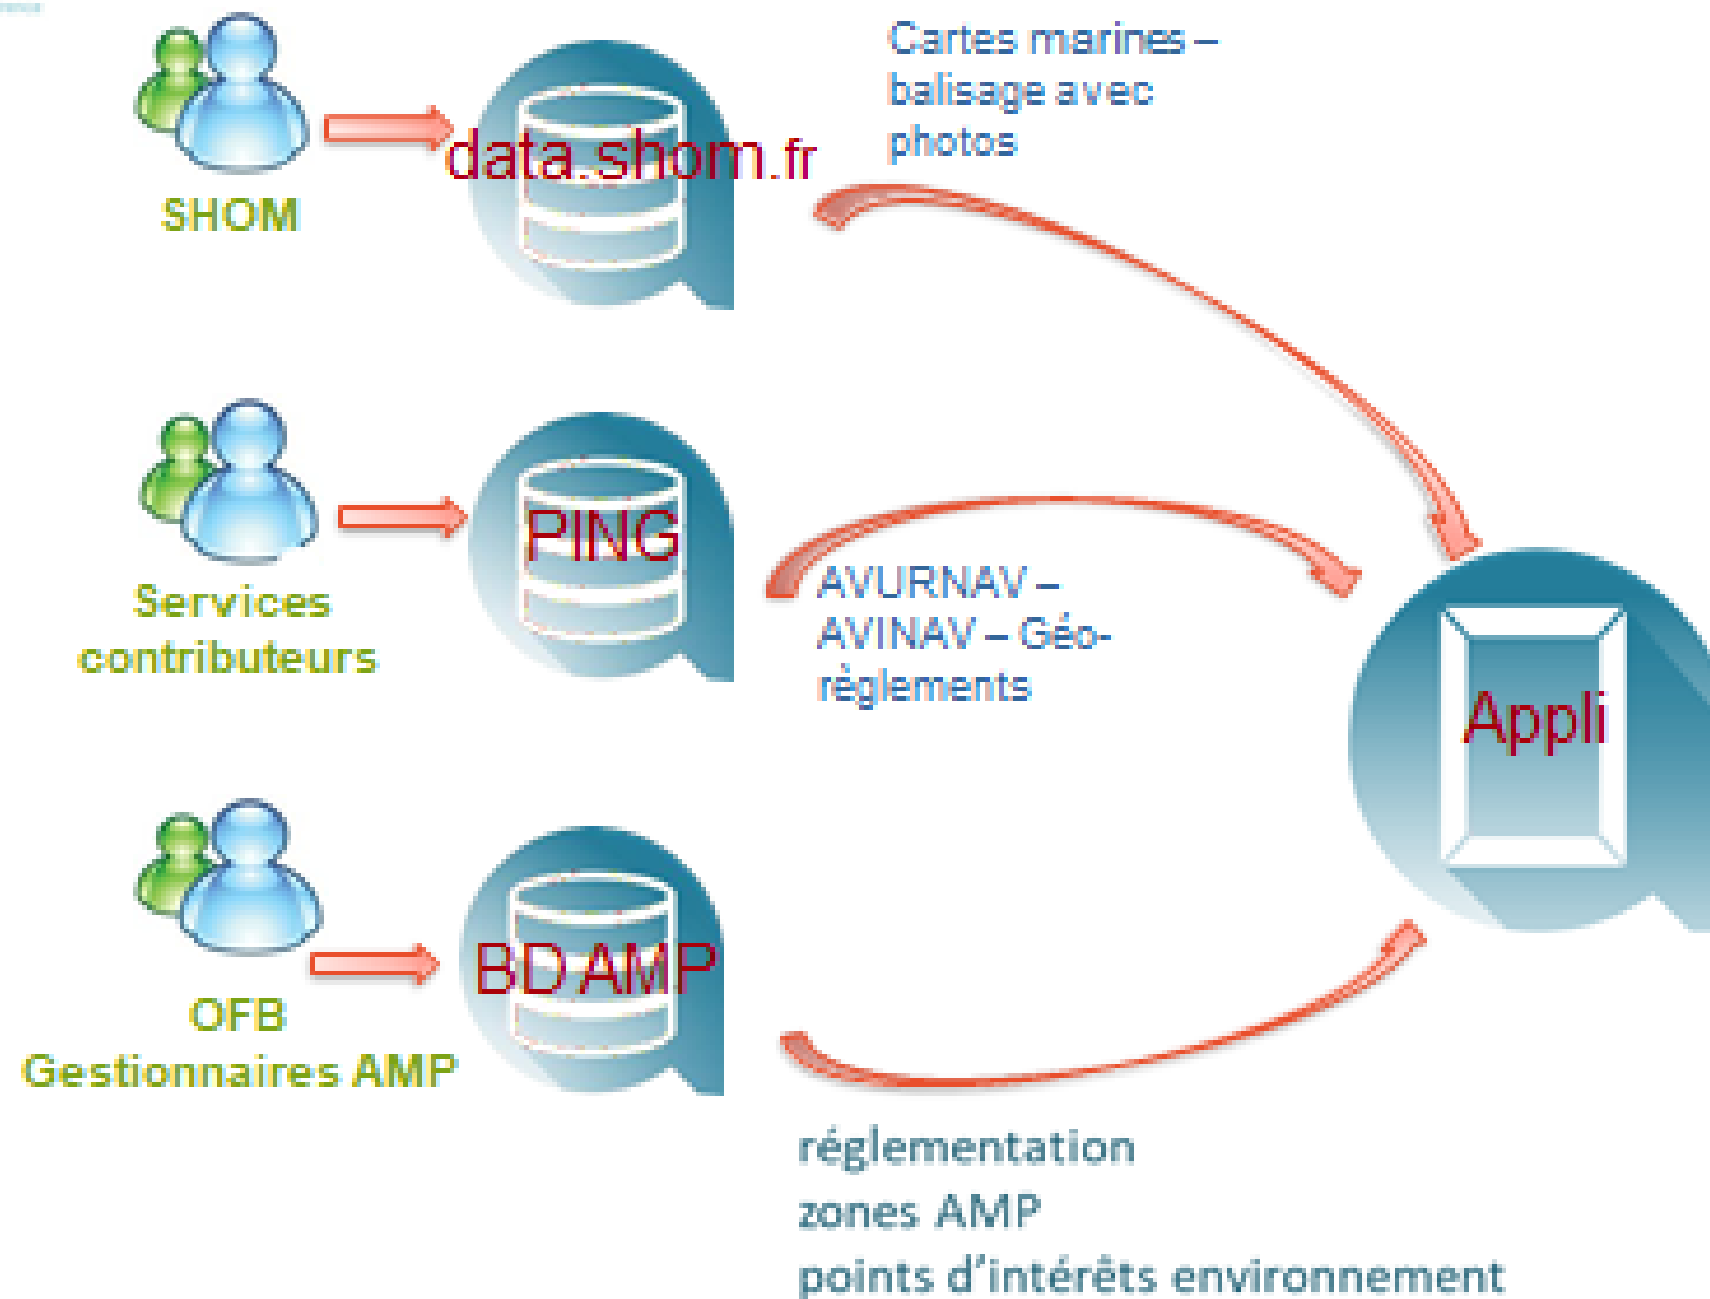 Cartes marines –
balisage avec
photos
data.shom.fr
SHOM
PING
Services
contributeurs
AVURNAV –
AVINAV – Géo-
réglements
Appli
BD AMP
OFB
Gestionnaires AMP
réglementation
zones AMP
points d'intérêts environnement